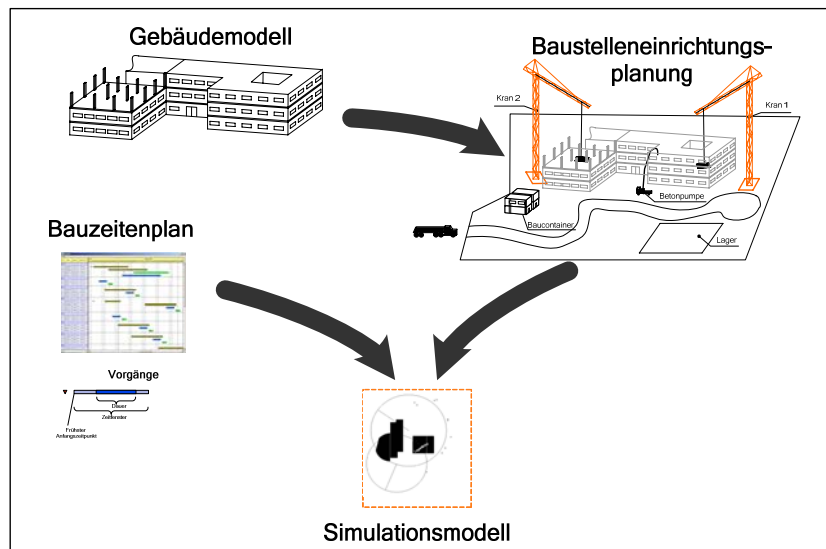 Gebäudemodell
Baustelleneinrichtungs-
planung
Kran 2
Kran 1
Betonpumpe
Baucontainer
Lager
Bauzeitenplan
Vorgänge
Dauer
Zeitfenster
Frühster
Anfangszeitpunkt
Simulationsmodell